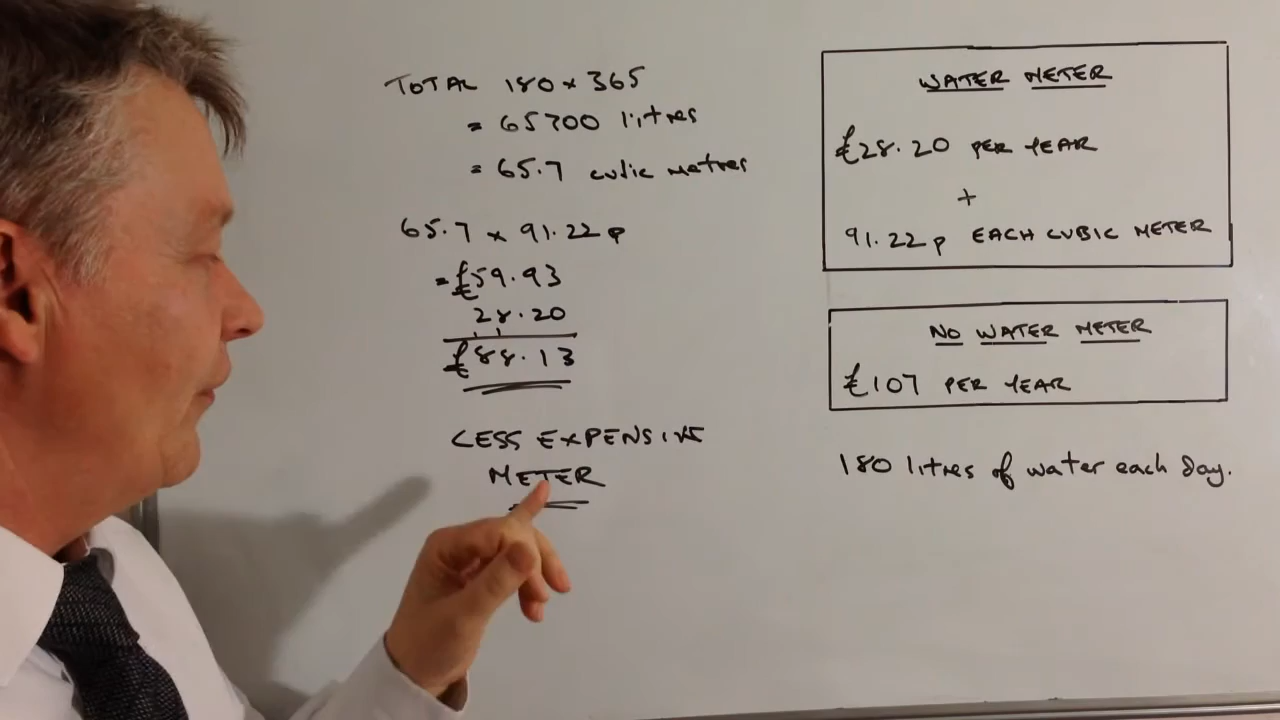 TOTAL 180 x 365
= 65700 litres
= 65.7 cubic metres
65.7 x 91.22p
= £59.93
28.20
£88.13
LESS EXPENSIVE
METER
WATER METER
£28.20 PER YEAR
+
91.22p EACH CUBIC METER
NO WATER METER
£107 PER YEAR
180 litres of water each day.